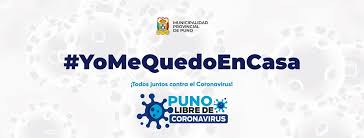 MUNICIPALIDAD
PROVINCIAL
DE PUNO
#YoMeQuedoEnCasa
¡Todos juntos contra el Coronavirus!
PUNO
LIBRE DE
CORONAVIRUS